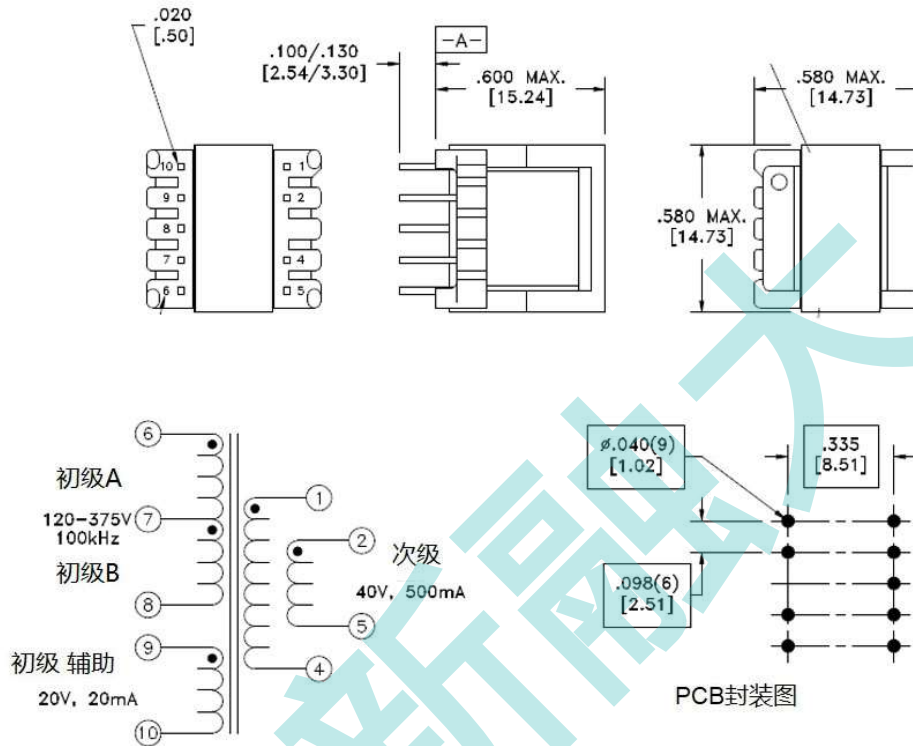 .020
[.50]
.100/.130
[2.54/3.30]
-A-
.600 MAX.
[15.24]
.580 MAX.
[14.73]
10 1
9 2
8
7 4
6 5
.580 MAX.
[14.73]
6
初级A
7
120-375V
100kHz
初级B
8
9
初级 辅助
20V, 20mA
10
1
2
次级
40V, 500mA
5
4
ø.040(9)
[1.02]
.335
[8.51]
.098(6)
[2.51]
PCB封装图
新融大